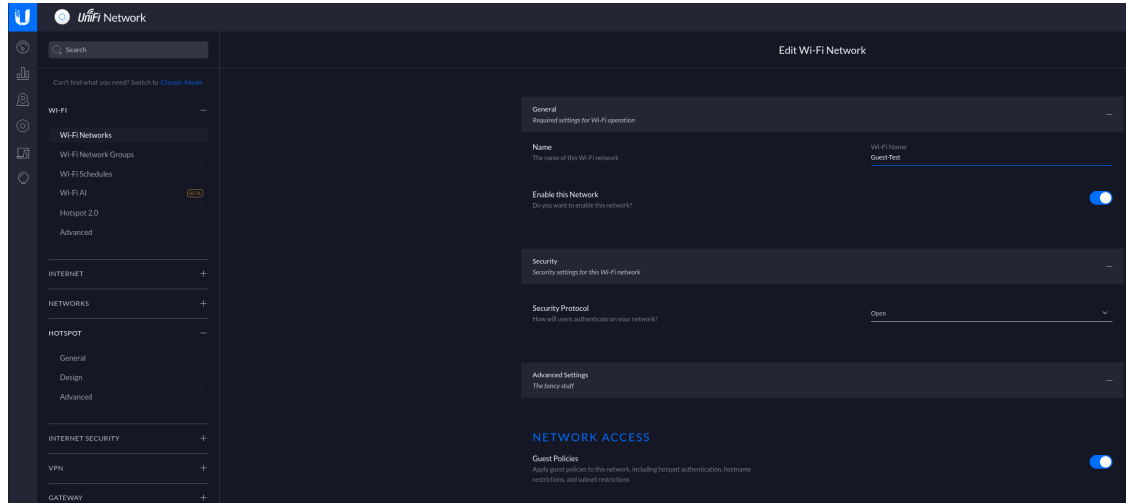 UniFi Network
Search
Edit Wi-Fi Network
Can't find what you need? Switch to Classic Mode
WI-FI
Wi-Fi Networks
Wi-Fi Network Groups
Wi-Fi Schedules
Wi-Fi AI
BETA
Hotspot 2.0
Advanced
INTERNET
NETWORKS
HOTSPOT
General
Design
Advanced
INTERNET SECURITY
VPN
GATEWAY
General
Required settings for Wi-Fi operation
Name
The name of this Wi-Fi network
Wi-Fi Name
Guest-Test
Enable this Network
Do you want to enable this network?
Security
Security settings for this Wi-Fi network
Security Protocol
How will users authenticate on your network?
Open
Advanced Settings
The fancy stuff
NETWORK ACCESS
Guest Policies
Apply guest policies to this network, including hotspot authentication, hostname
restrictions, and subnet restrictions